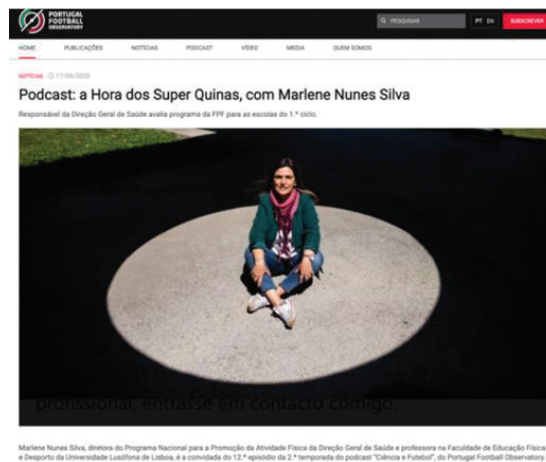 PORTUGAL
FOOTBALL
OBSERVATORY
PESQUISAR
PT EN
SUBSCREVER
HOME PUBLICAÇÕES NOTÍCIAS PODCAST VÍDEO MEDIA QUEM SOMOS
NOTÍCIAS 17/05/2023
Podcast: a Hora dos Super Quinas, com Marlene Nunes Silva
Responsável da Direção Geral de Saúde avalia programa da FPF para as escolas do 1.º ciclo.
profissional, entrasse em contacto comigo.
Marlene Nunes Silva, diretora do Programa Nacional para a Promoção da Atividade Física da Direção Geral de Saúde e professora na Faculdade de Educação Física
e Desporto da Universidade Lusófona de Lisboa, é a convidada do 12.º episódio da 2.ª temporada do podcast "Ciência e Futebol", do Portugal Football Observatory.